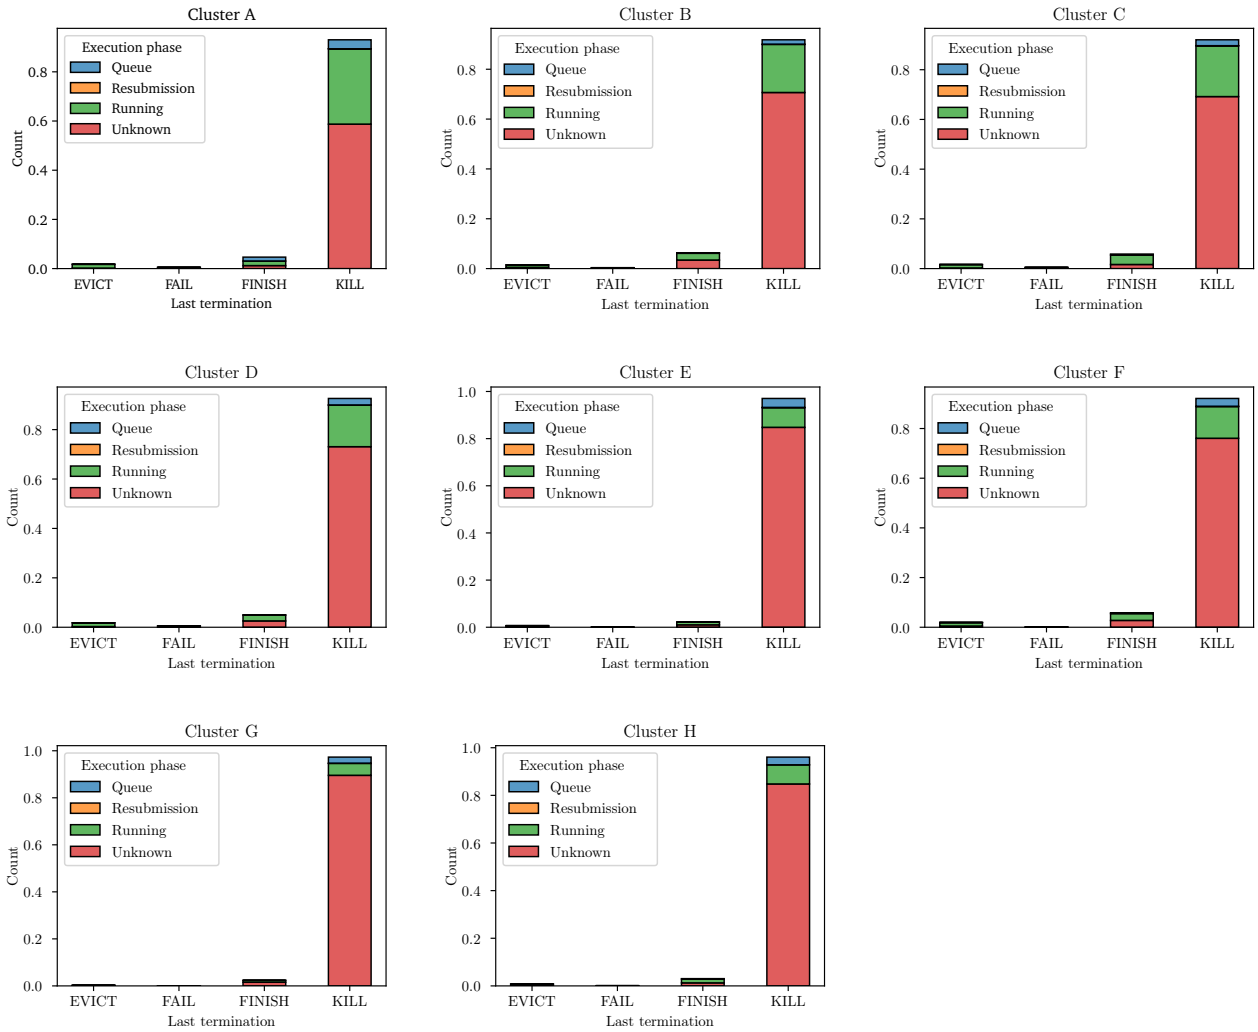 Cluster A
Execution phase
Queue
Resubmission
Running
Unknown
0.8
0.6
0.4
0.2
0.0
Count
EVICT FAIL FINISH KILL
Last termination
Cluster B
Execution phase
Queue
Resubmission
Running
Unknown
0.8
0.6
0.4
0.2
0.0
Count
EVICT FAIL FINISH KILL
Last termination
Cluster C
Execution phase
Queue
Resubmission
Running
Unknown
0.8
0.6
0.4
0.2
0.0
Count
EVICT FAIL FINISH KILL
Last termination
Cluster D
Execution phase
Queue
Resubmission
Running
Unknown
0.8
0.6
0.4
0.2
0.0
Count
EVICT FAIL FINISH KILL
Last termination
Cluster E
Execution phase
Queue
Resubmission
Running
Unknown
1.0
0.8
0.6
0.4
0.2
0.0
Count
EVICT FAIL FINISH KILL
Last termination
Cluster F
Execution phase
Queue
Resubmission
Running
Unknown
0.8
0.6
0.4
0.2
0.0
Count
EVICT FAIL FINISH KILL
Last termination
Cluster G
Execution phase
Queue
Resubmission
Running
Unknown
1.0
0.8
0.6
0.4
0.2
0.0
Count
EVICT FAIL FINISH KILL
Last termination
Cluster H
Execution phase
Queue
Resubmission
Running
Unknown
1.0
0.8
0.6
0.4
0.2
0.0
Count
EVICT FAIL FINISH KILL
Last termination